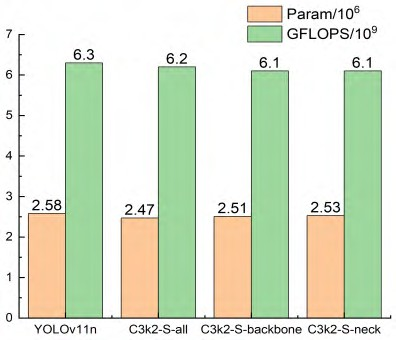 Param/10⁶
GFLOPS/10⁹
7
6
5
4
3
2
1
0
2.58
6.3
2.47
6.2
2.51
6.1
2.53
6.1
YOLOv11n
C3k2-S-all
C3k2-S-backbone
C3k2-S-neck